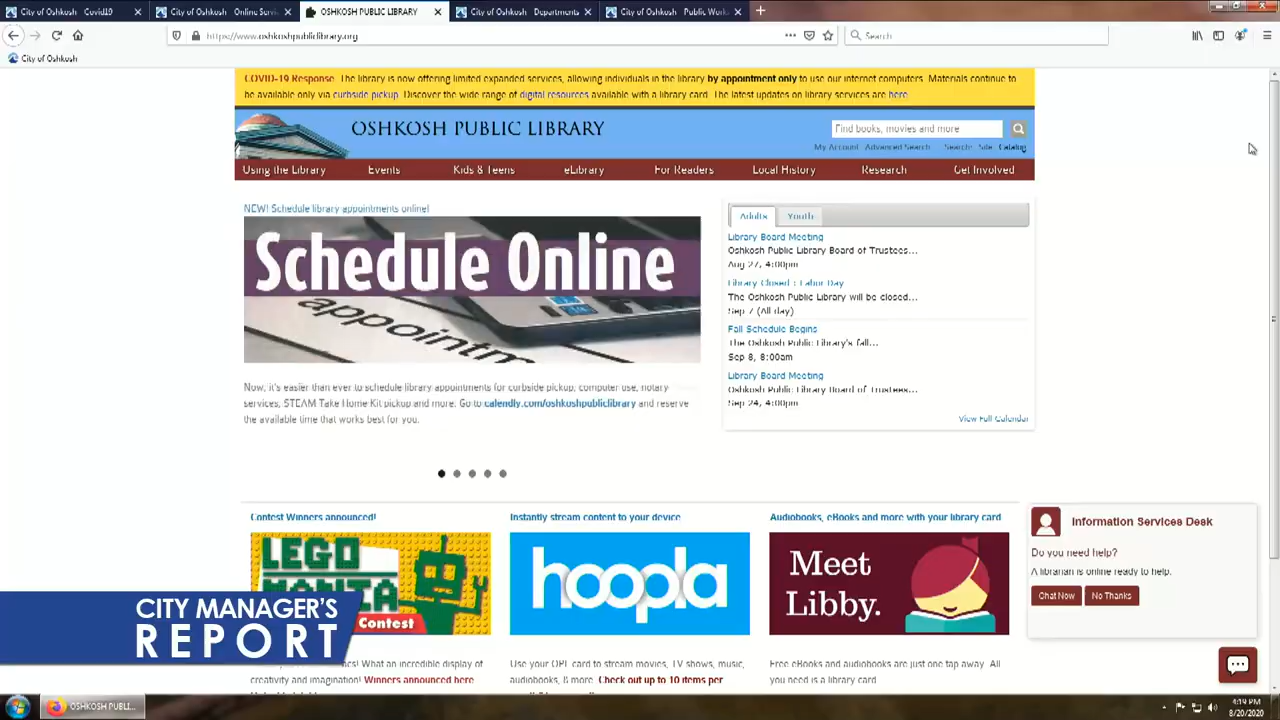 City of Oshkosh Covid19
City of Oshkosh Online Servi
OSHKOSH PUBLIC LIBRARY
City of Oshkosh Departments
City of Oshkosh Public Work
https://www.oshkoshpubliclibrary.org
Search
City of Oshkosh
COVID-19 Response The library is now offering limited expanded services, allowing individuals in the library by appointment only to use our internet computers. Materials continue to
be available only via curbside pickup. Discover the wide range of digital resources available with a library card. The latest updates on library services are here
OSHKOSH PUBLIC LIBRARY
Find books, movies and more
My Account Advanced Search Search: Site Catalog
Using the Library Events Kids & Teens eLibrary For Readers Local History Research Get Involved
NEW! Schedule library appointments online!
Schedule Online
appointm
Now, it's easier than ever to schedule library appointments for curbside pickup, computer use, notary
services, STEAM Take Home Kit pickup and more. Go to calendly.com/oshkoshpubliclibrary and reserve
the available time that works best for you.
Adults Youth
Library Board Meeting
Oshkosh Public Library Board of Trustees...
Aug 27, 4:00pm
Library Closed : Labor Day
The Oshkosh Public Library will be closed...
Sep 7 (All day)
Fall Schedule Begins
The Oshkosh Public Library's fall...
Sep 8, 8:00am
Library Board Meeting
Oshkosh Public Library Board of Trustees...
Sep 24, 4:00pm
View Full Calendar
Contest Winners announced!
LEGO
MANIA
Contest
What an incredible display of
creativity and imagination! Winners announced here
Instantly stream content to your device
hoopla
Use your OPL card to stream movies, TV shows, music,
audiobooks, & more. Check out up to 10 items per
Audiobooks, eBooks and more with your library card
Meet
Libby.
Free eBooks and audiobooks are just one tap away. All
you need is a library card
Information Services Desk
Do you need help?
A librarian is online ready to help.
Chat Now No Thanks
CITY MANAGER'S
REPORT
OSHKOSH PUBLI...
4:19 PM
8/20/2020